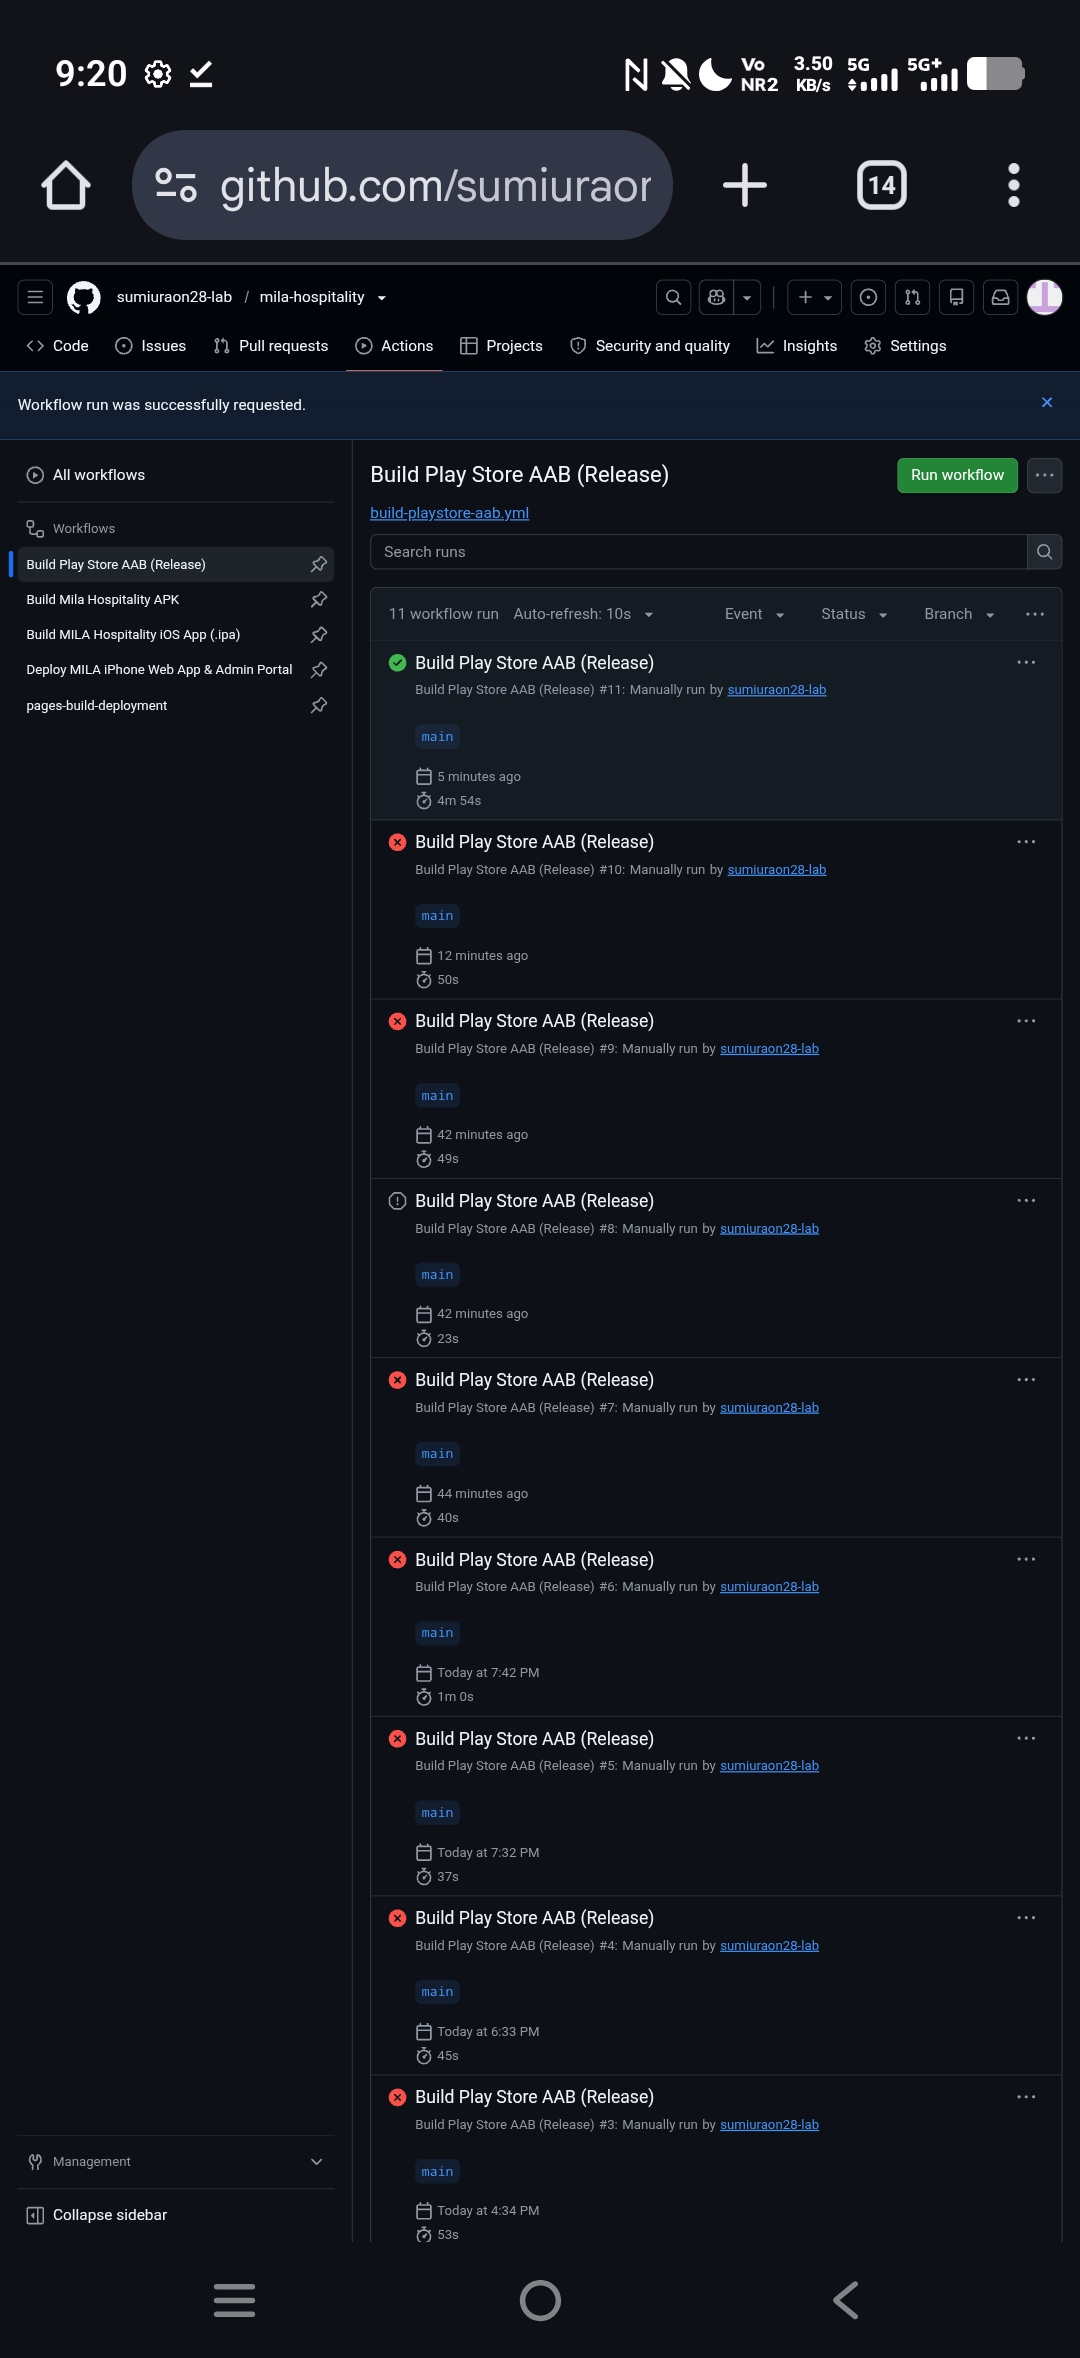 9:20
Vo NR2
3.50 KB/s
5G
5G+
github.com/sumiuraor
14
sumiuraon28-lab / mila-hospitality
Code
Issues
Pull requests
Actions
Projects
Security and quality
Insights
Settings
Workflow run was successfully requested.
All workflows
Workflows
Build Play Store AAB (Release)
Build Mila Hospitality APK
Build MILA Hospitality iOS App (.ipa)
Deploy MILA iPhone Web App & Admin Portal
pages-build-deployment
Management
Collapse sidebar
Build Play Store AAB (Release)
Run workflow
build-playstore-aab.yml
Search runs
11 workflow run
Auto-refresh: 10s
Event
Status
Branch
Build Play Store AAB (Release)
Build Play Store AAB (Release) #11: Manually run by sumiuraon28-lab
main
5 minutes ago
4m 54s
Build Play Store AAB (Release)
Build Play Store AAB (Release) #10: Manually run by sumiuraon28-lab
main
12 minutes ago
50s
Build Play Store AAB (Release)
Build Play Store AAB (Release) #9: Manually run by sumiuraon28-lab
main
42 minutes ago
49s
Build Play Store AAB (Release)
Build Play Store AAB (Release) #8: Manually run by sumiuraon28-lab
main
42 minutes ago
23s
Build Play Store AAB (Release)
Build Play Store AAB (Release) #7: Manually run by sumiuraon28-lab
main
44 minutes ago
40s
Build Play Store AAB (Release)
Build Play Store AAB (Release) #6: Manually run by sumiuraon28-lab
main
Today at 7:42 PM
1m 0s
Build Play Store AAB (Release)
Build Play Store AAB (Release) #5: Manually run by sumiuraon28-lab
main
Today at 7:32 PM
37s
Build Play Store AAB (Release)
Build Play Store AAB (Release) #4: Manually run by sumiuraon28-lab
main
Today at 6:33 PM
45s
Build Play Store AAB (Release)
Build Play Store AAB (Release) #3: Manually run by sumiuraon28-lab
main
Today at 4:34 PM
53s